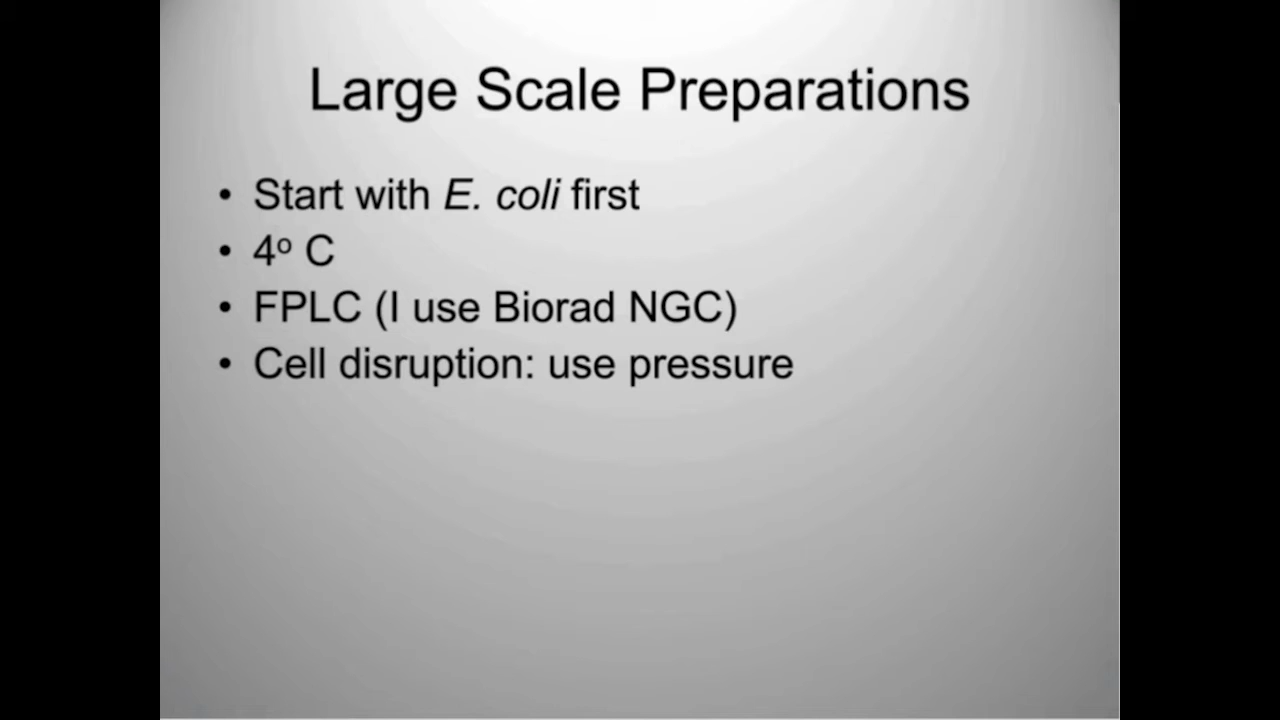 Large Scale Preparations
• Start with E. coli first
• 4º C
• FPLC (I use Biorad NGC)
• Cell disruption: use pressure